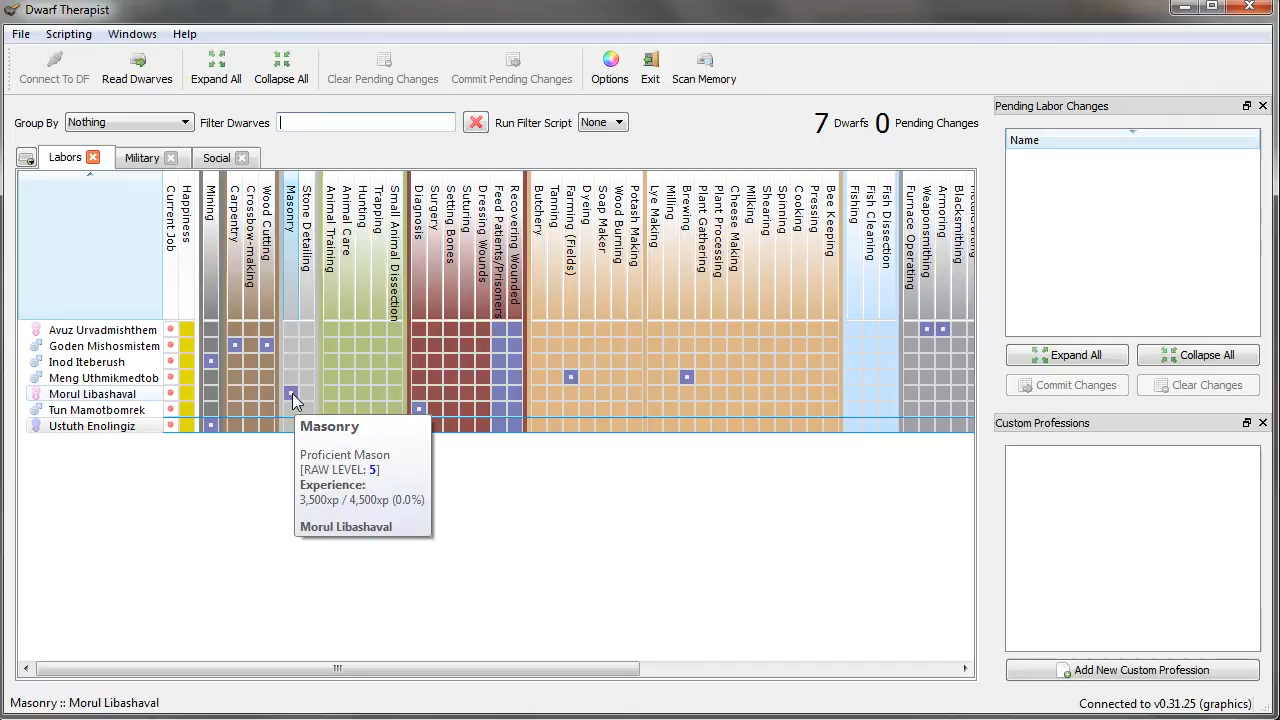 Dwarf Therapist
File Scripting Windows Help
Connect To DF Read Dwarves Expand All Collapse All Clear Pending Changes Commit Pending Changes Options Exit Scan Memory
Group By Nothing Filter Dwarves Run Filter Script None 7 Dwarfs 0 Pending Changes
Labors Military Social
Current Job
Happiness
Mining
Carpentry
Crossbow-making
Wood Cutting
Masonry
Stone Detailing
Animal Training
Animal Care
Hunting
Trapping
Small Animal Dissection
Diagnosis
Surgery
Setting Bones
Suturing
Dressing Wounds
Feed Patients/Prisoners
Recovering Wounded
Butchery
Tanning
Farming (Fields)
Dyeing
Soap Maker
Wood Burning
Potash Making
Lye Making
Milling
Brewing
Plant Gathering
Plant Processing
Cheese Making
Milking
Shearing
Spinning
Cooking
Pressing
Bee Keeping
Fishing
Fish Cleaning
Fish Dissection
Furnace Operating
Weaponsmithing
Armoring
Blacksmithing
Avuz Urvadmishthem
Goden Mishosmistem
Inod Iteberush
Meng Uthmikmedtob
Morul Libashaval
Tun Mamotbomrek
Ustuth Enolingiz
Masonry
Proficient Mason
[RAW LEVEL: 5]
Experience:
3,500xp / 4,500xp (0.0%)
Morul Libashaval
Pending Labor Changes
Name
Expand All Collapse All
Commit Changes Clear Changes
Custom Professions
Add New Custom Profession
Masonry :: Morul Libashaval
Connected to v0.31.25 (graphics)